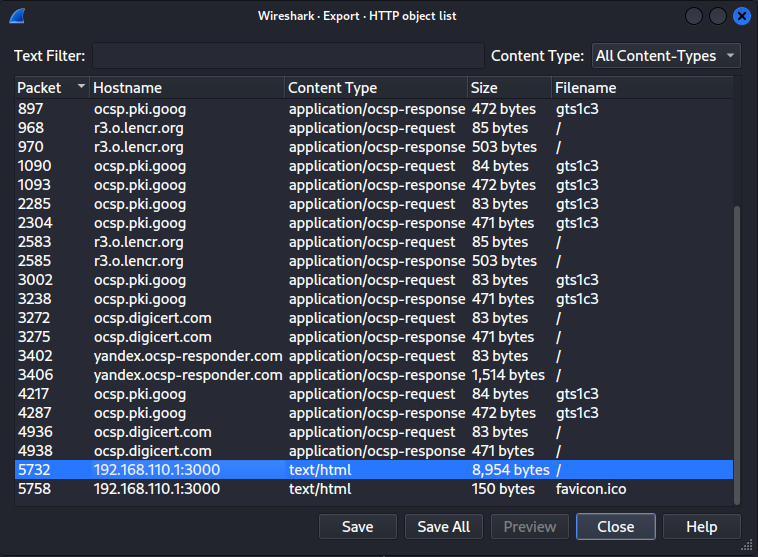 Wireshark · Export · HTTP object list
Text Filter: Content Type: All Content-Types
Packet Hostname Content Type Size Filename
897 ocsp.pki.goog application/ocsp-response 472 bytes gts1c3
968 r3.o.lencr.org application/ocsp-request 85 bytes /
970 r3.o.lencr.org application/ocsp-response 503 bytes /
1090 ocsp.pki.goog application/ocsp-request 84 bytes gts1c3
1093 ocsp.pki.goog application/ocsp-response 472 bytes gts1c3
2285 ocsp.pki.goog application/ocsp-request 83 bytes gts1c3
2304 ocsp.pki.goog application/ocsp-response 471 bytes gts1c3
2583 r3.o.lencr.org application/ocsp-request 85 bytes /
2585 r3.o.lencr.org application/ocsp-response 503 bytes /
3002 ocsp.pki.goog application/ocsp-request 83 bytes gts1c3
3238 ocsp.pki.goog application/ocsp-response 471 bytes gts1c3
3272 ocsp.digicert.com application/ocsp-request 83 bytes /
3275 ocsp.digicert.com application/ocsp-response 471 bytes /
3402 yandex.ocsp-responder.com application/ocsp-request 83 bytes /
3406 yandex.ocsp-responder.com application/ocsp-response 1,514 bytes /
4217 ocsp.pki.goog application/ocsp-request 84 bytes gts1c3
4287 ocsp.pki.goog application/ocsp-response 472 bytes gts1c3
4936 ocsp.digicert.com application/ocsp-request 83 bytes /
4938 ocsp.digicert.com application/ocsp-response 471 bytes /
5732 192.168.110.1:3000 text/html 8,954 bytes /
5758 192.168.110.1:3000 text/html 150 bytes favicon.ico
Save Save All Preview Close Help